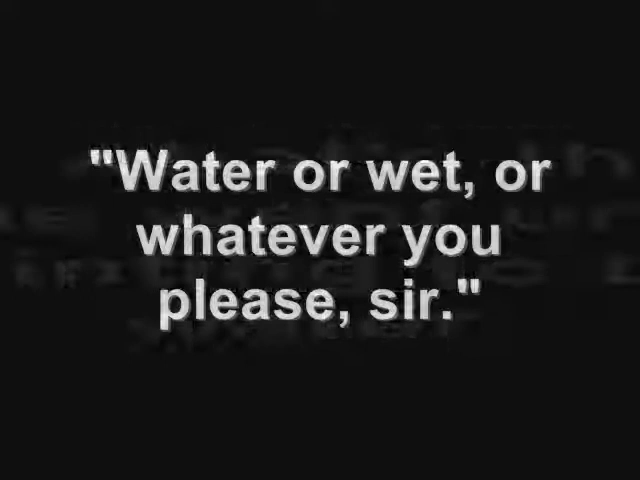 "Water or wet, or
whatever you
please, sir."